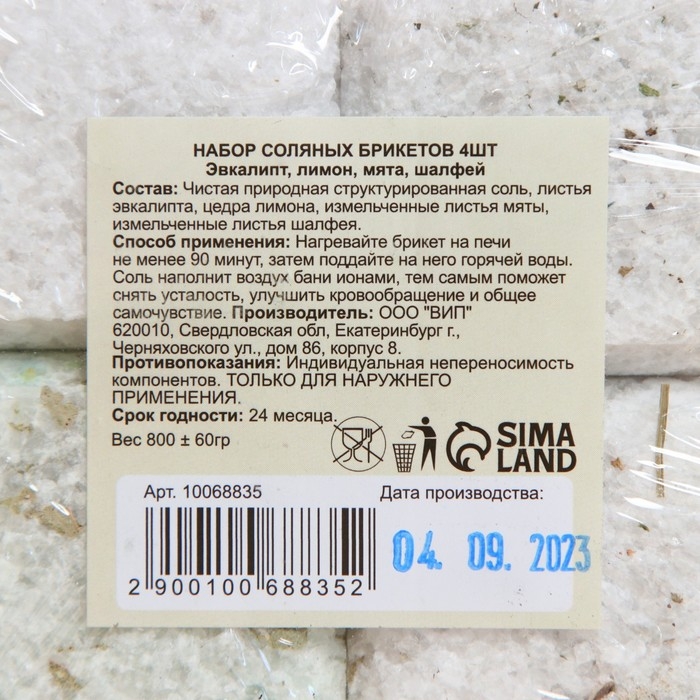 НАБОР СОЛЯНЫХ БРИКЕТОВ 4ШТ
Эвкалипт, лимон, мята, шалфей
Состав: Чистая природная структурированная соль, листья
эвкалипта, цедра лимона, измельченные листья мяты,
измельченные листья шалфея.
Способ применения: Нагревайте брикет на печи
не менее 90 минут, затем поддайте на него горячей воды.
Соль наполнит воздух бани ионами, тем самым поможет
снять усталость, улучшить кровообращение и общее
самочувствие. Производитель: ООО "ВИП"
620010, Свердловская обл, Екатеринбург г.,
Черняховского ул., дом 86, корпус 8.
Противопоказания: Индивидуальная непереносимость
компонентов. ТОЛЬКО ДЛЯ НАРУЖНЕГО
ПРИМЕНЕНИЯ.
Срок годности: 24 месяца.
Вес 800 ± 60гр
SIMA
LAND
Арт. 10068835
Дата производства:
04. 09. 2023
2 900100 688352